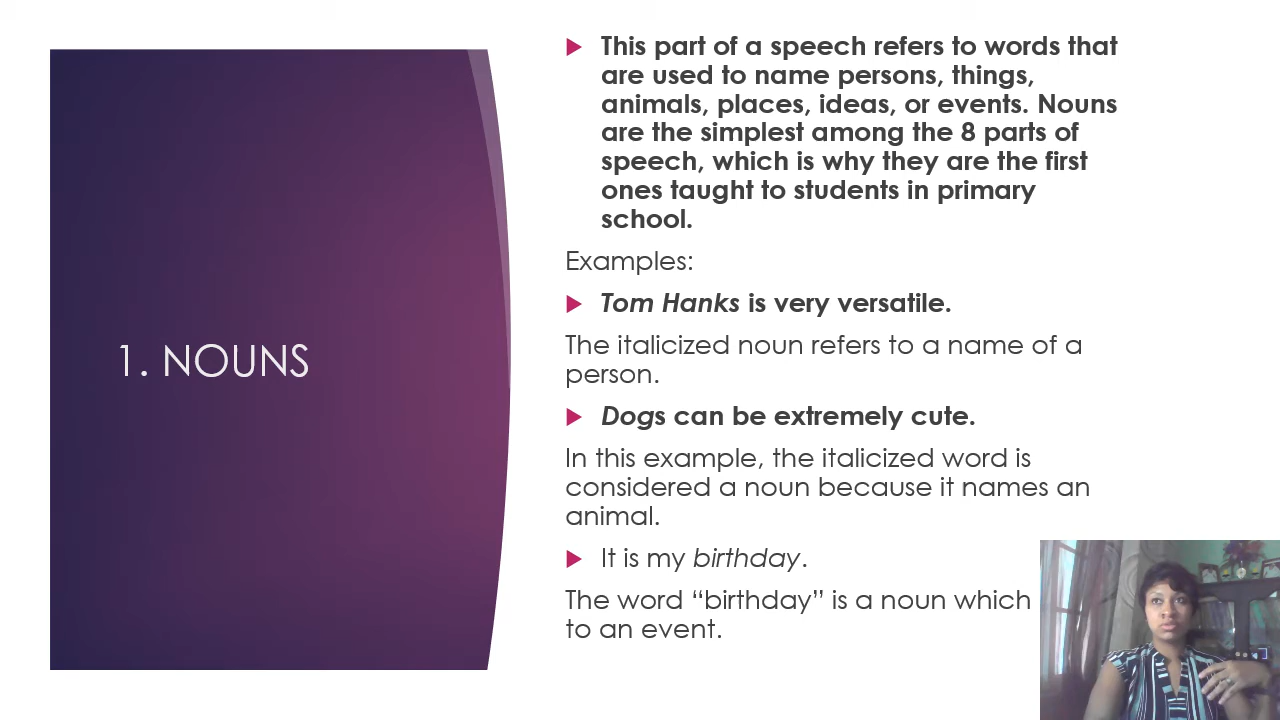 1. NOUNS
This part of a speech refers to words that
are used to name persons, things,
animals, places, ideas, or events. Nouns
are the simplest among the 8 parts of
speech, which is why they are the first
ones taught to students in primary
school.
Examples:
Tom Hanks is very versatile.
The italicized noun refers to a name of a
person.
Dogs can be extremely cute.
In this example, the italicized word is
considered a noun because it names an
animal.
It is my birthday.
The word “birthday” is a noun which
to an event.